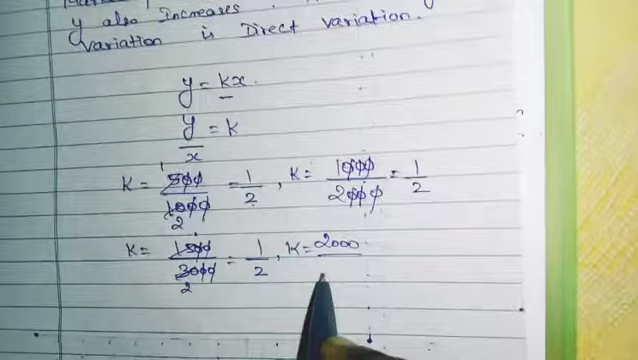 y also Increases.
variation is Direct variation.
y = kx.
y/x = k
K = 500/1000 = 1/2, K = 1000/2000 = 1/2
K = 1500/3000 = 1/2, K = 2000